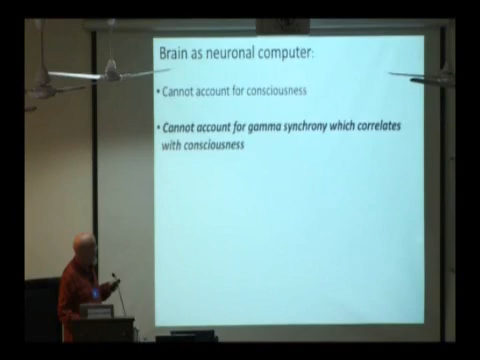 Brain as neuronal computer:
• Cannot account for consciousness
• Cannot account for gamma synchrony which correlates
with consciousness